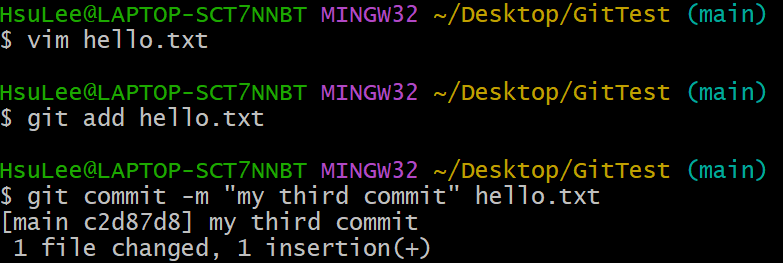 HsuLee@LAPTOP-SCT7NNBT MINGW32 ~/Desktop/GitTest (main)
$ vim hello.txt
HsuLee@LAPTOP-SCT7NNBT MINGW32 ~/Desktop/GitTest (main)
$ git add hello.txt
HsuLee@LAPTOP-SCT7NNBT MINGW32 ~/Desktop/GitTest (main)
$ git commit -m "my third commit" hello.txt
[main c2d87d8] my third commit
 1 file changed, 1 insertion(+)